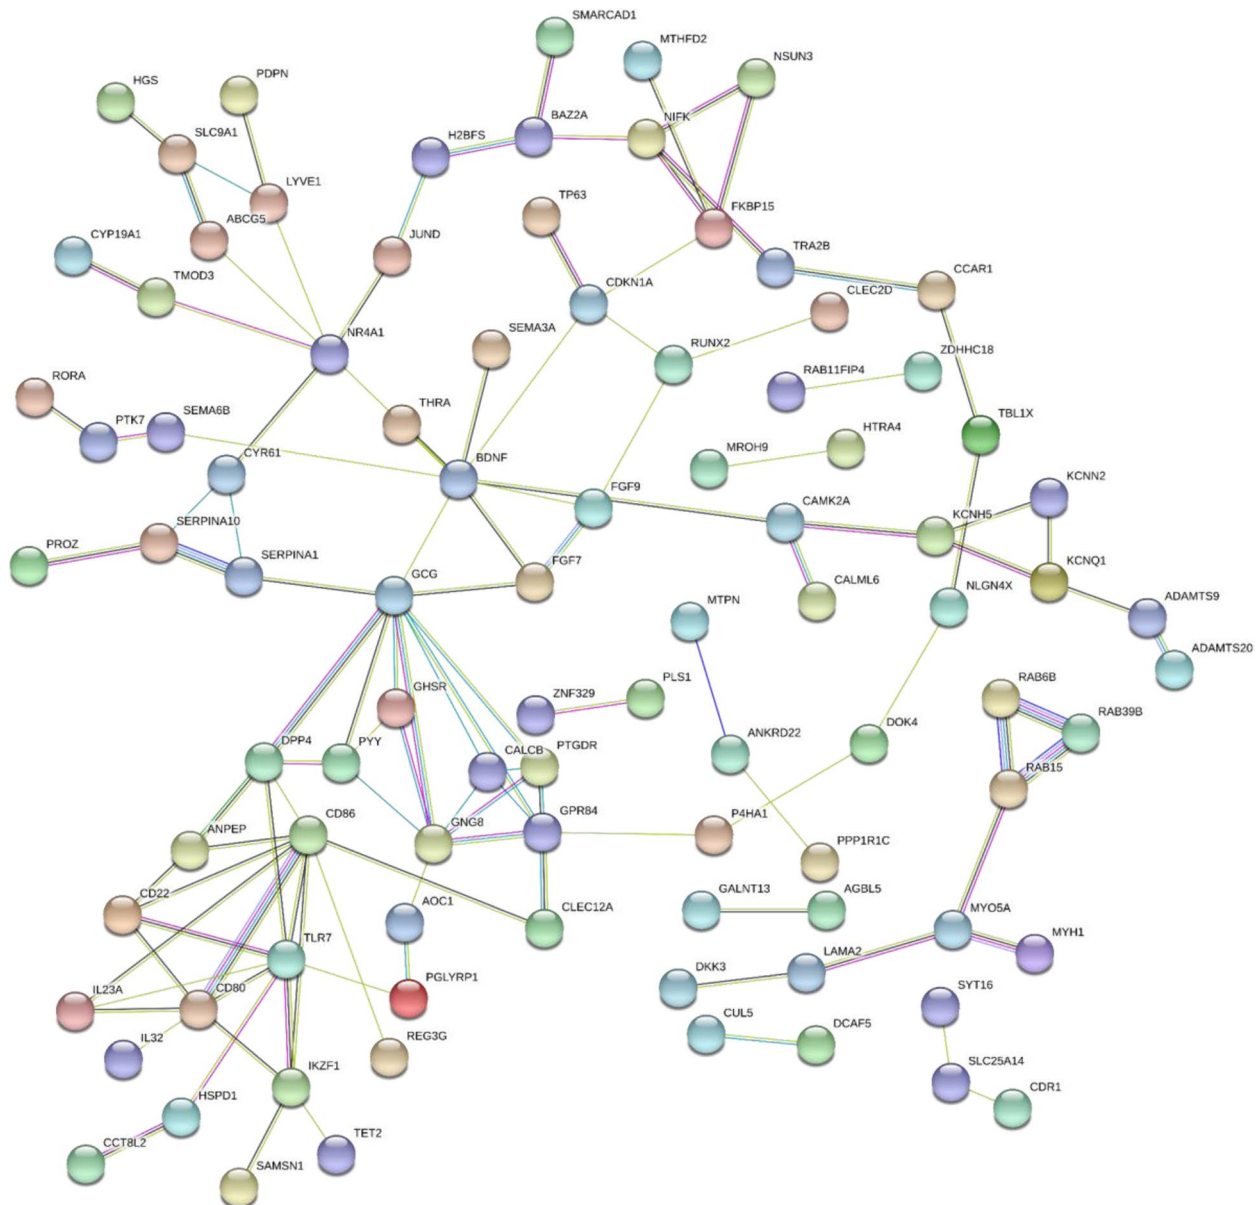 SMARCAD1
MTHFD2
NSUN3
HGS
PDPN
SLC9A1
H2BFS
BAZ2A
NIFK
LYVE1
TP63
FKBP15
ABCG5
CYP19A1
JUND
TRA2B
CCAR1
TMOD3
CDKN1A
CLEC2D
NR4A1
SEMA3A
RUNX2
ZDHHC18
RAB11FIP4
RORA
PTK7
SEMA6B
THRA
TBL1X
HTRA4
MROH9
CYR61
BDNF
FGF9
KCNN2
CAMK2A
KCNH5
SERPINA10
PROZ
SERPINA1
GCG
FGF7
KCNQ1
CALML6
NLGN4X
MTPN
ADAMTS9
ADAMTS20
GHSR
ZNF329
PLS1
RAB6B
RAB39B
DPP4
PYY
CALCB
PTGDR
ANKRD22
DOK4
RAB15
ANPEP
CD86
GNG8
GPR84
P4HA1
PPP1R1C
CD22
AOC1
CLEC12A
GALNT13
AGBL5
MYO5A
MYH1
TLR7
LAMA2
DKK3
IL23A
CD80
PGLYRP1
SYT16
IL32
REG3G
CUL5
DCAF5
IKZF1
SLC25A14
HSPD1
CDR1
CCT8L2
TET2
SAMSN1